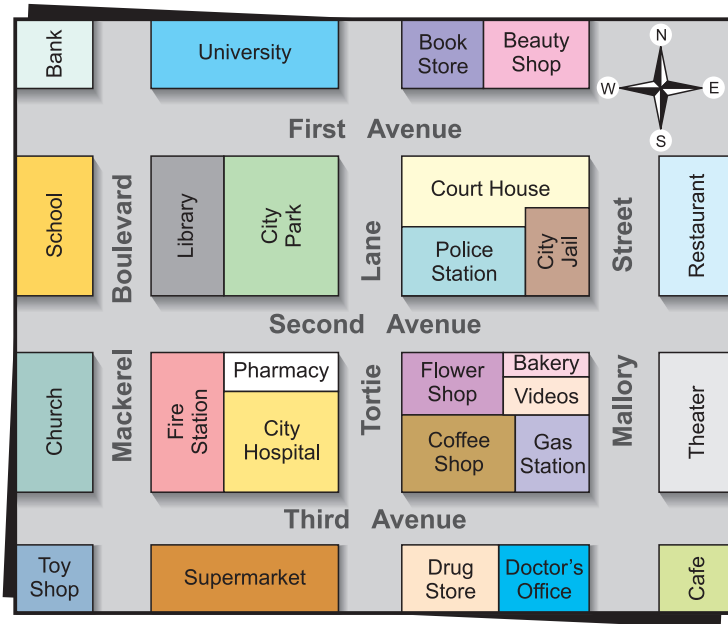 Bank
University
Book
Store
Beauty
Shop
N
W
E
S
First Avenue
School
Boulevard
Library
City
Park
Lane
Court House
Police
Station
City
Jail
Street
Restaurant
Second Avenue
Church
Mackerel
Fire
Station
Pharmacy
City
Hospital
Tortie
Flower
Shop
Bakery
Videos
Coffee
Shop
Gas
Station
Mallory
Theater
Third Avenue
Toy
Shop
Supermarket
Drug
Store
Doctor's
Office
Cafe